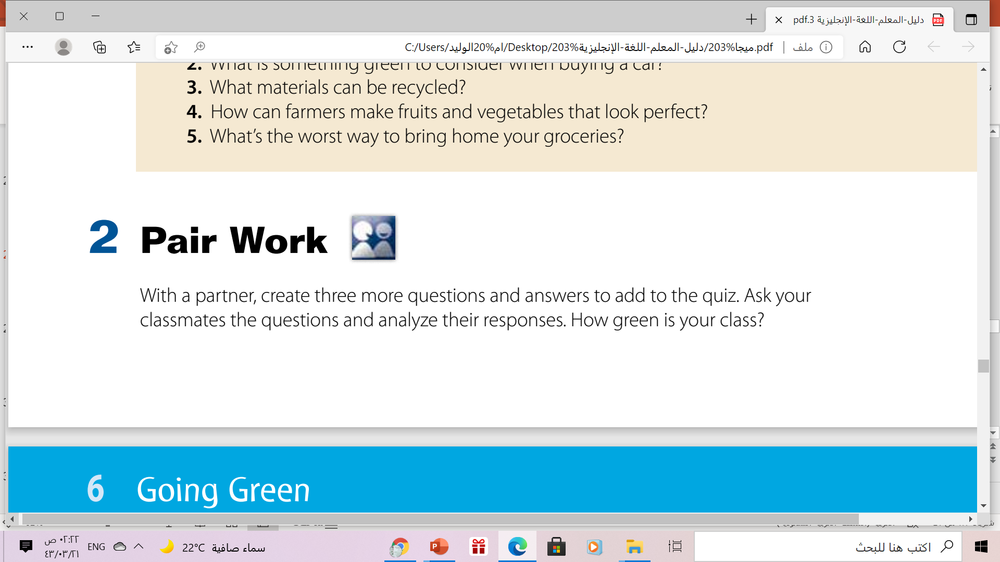 دليل-المعلم-اللغة-الإنجليزية 3.pdf
C:/Users/ام%20الوليد/Desktop/203%ميجا/دليل-المعلم-اللغة-الإنجليزية%203.pdf
ملف
2. What is something green to consider when buying a car?
3. What materials can be recycled?
4. How can farmers make fruits and vegetables that look perfect?
5. What's the worst way to bring home your groceries?
2 Pair Work
With a partner, create three more questions and answers to add to the quiz. Ask your
classmates the questions and analyze their responses. How green is your class?
6 Going Green
٠٢:٢٢ ص
٤٣/٠٣/٢١
ENG
22°C سماء صافية
اكتب هنا للبحث